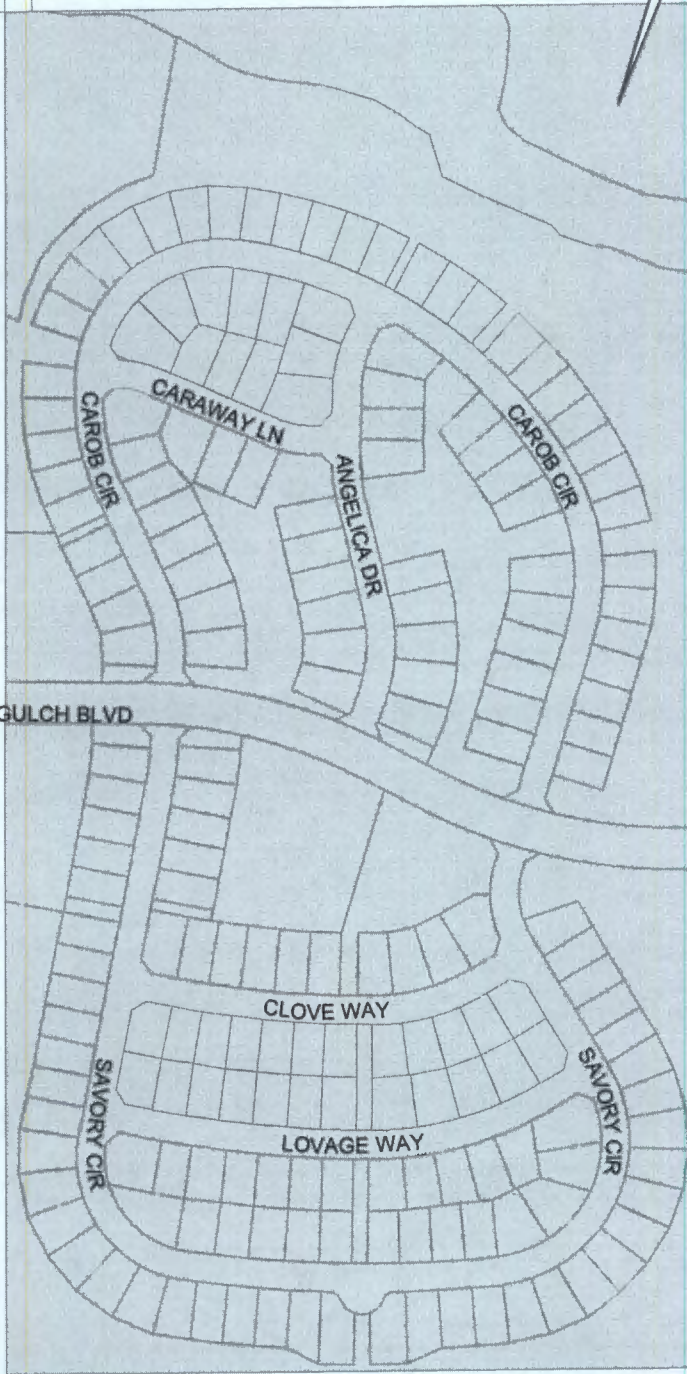 CAROB CIR
CARAWAY LN
CAROB CIR
ANGELICA DR
GULCH BLVD
CLOVE WAY
SAVORY CIR
SAVORY CIR
LOVAGE WAY